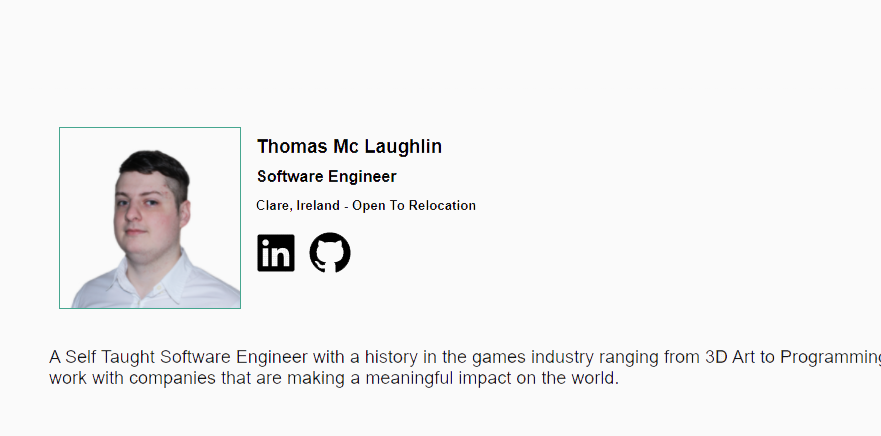 Thomas Mc Laughlin
Software Engineer
Clare, Ireland - Open To Relocation
in
A Self Taught Software Engineer with a history in the games industry ranging from 3D Art to Programming
work with companies that are making a meaningful impact on the world.